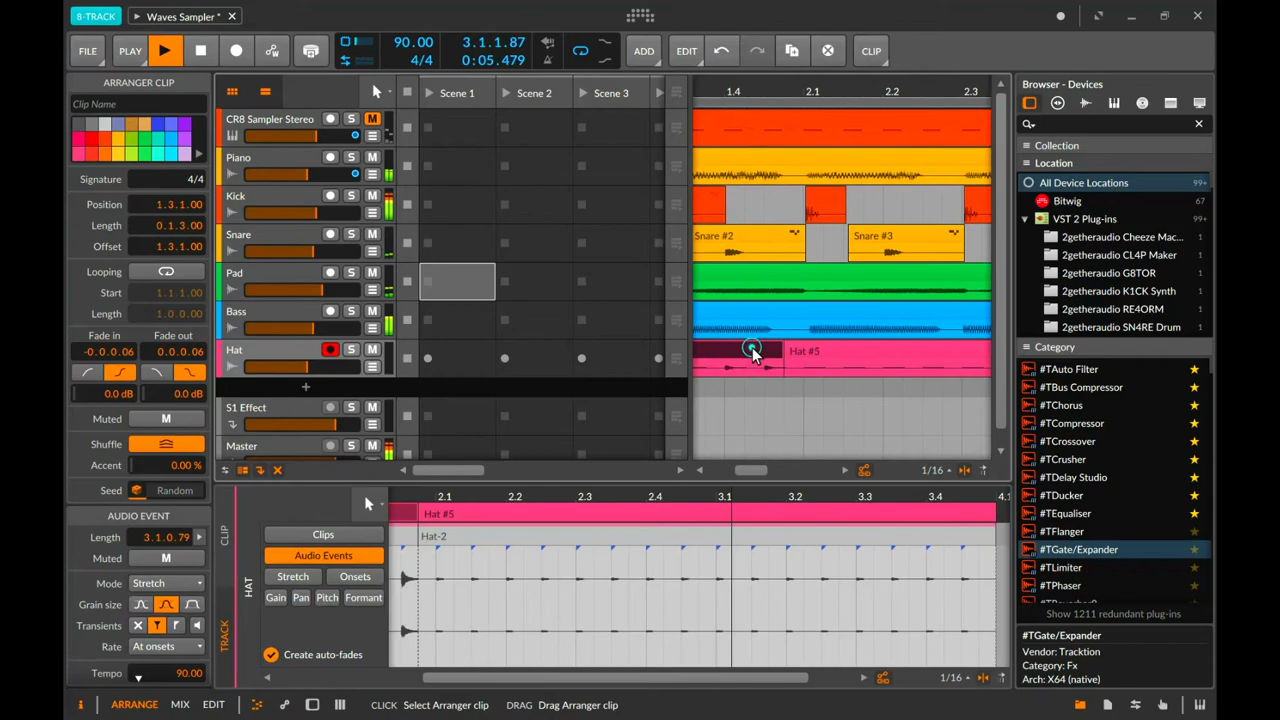 8-TRACK
Waves Sampler *
FILE
PLAY
90.00
4/4
3.1.1.87
0:05.479
ADD
EDIT
CLIP
ARRANGER CLIP
Clip Name
Signature 4/4
Position 1.3.1.00
Length 0.1.3.00
Offset 1.3.1.00
Looping
Start 1.1.1.00
Length 1.0.0.00
Fade in Fade out
-0.0.0.06 0.0.0.06
0.0 dB 0.0 dB
Muted M
Shuffle
Accent 0.00 %
Seed Random
AUDIO EVENT
Length 3.1.0.79
Muted M
Mode Stretch
Grain size
Transients
Rate At onsets
Tempo 90.00
Scene 1 Scene 2 Scene 3
CR8 Sampler Stereo S M
Piano S M
Kick S M
Snare S M
Pad S M
Bass S M
Hat S M
+
S1 Effect S M
Master S M
1.4 2.1 2.2 2.3
Snare #2 Snare #3
Hat #5
1/16
CLIP
TRACK
HAT
Clips
Audio Events
Stretch Onsets
Gain Pan Pitch Formant
Create auto-fades
2.1 2.2 2.3 2.4 3.1 3.2 3.3 3.4 4.1
Hat #5
Hat-2
1/16
Browser - Devices
Collection
Location
All Device Locations 99+
Bitwig 67
VST 2 Plug-ins 99+
2getheraudio Cheeze Mac... 1
2getheraudio CL4P Maker 1
2getheraudio G8TOR 1
2getheraudio K1CK Synth 1
2getheraudio RE4ORM 1
2getheraudio SN4RE Drum 1
Category
#TAuto Filter
#TBus Compressor
#TChorus
#TCompressor
#TCrossover
#TCrusher
#TDelay Studio
#TDucker
#TEqualiser
#TFlanger
#TGate/Expander
#TLimiter
#TPhaser
Show 1211 redundant plug-ins
#TGate/Expander
Vendor: Tracktion
Category: Fx
Arch: X64 (native)
i ARRANGE MIX EDIT
CLICK Select Arranger clip DRAG Drag Arranger clip